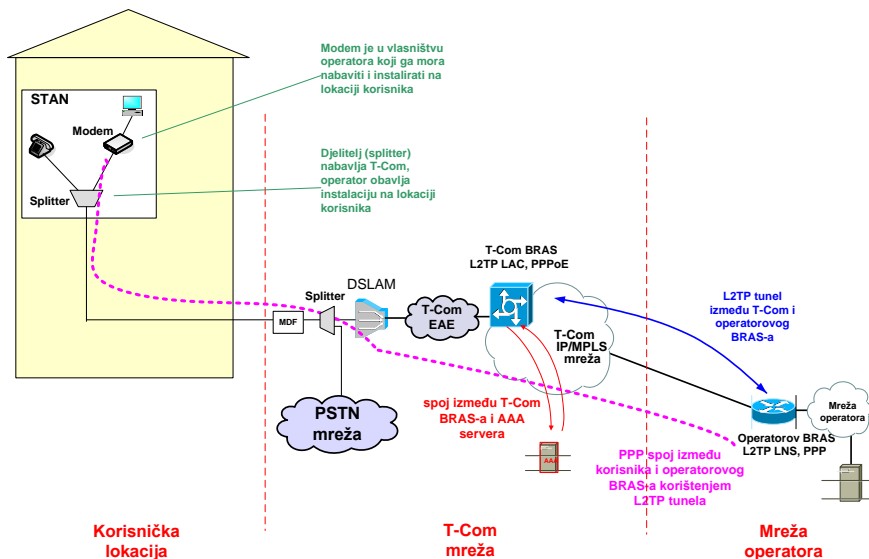 Modem je u vlasništvu
operatora koji ga mora
nabaviti i instalirati na
lokaciji korisnika
STAN
Modem
Djelitelj (splitter)
nabavlja T-Com,
operator obavlja
instalaciju na lokaciji
korisnika
Splitter
T-Com BRAS
L2TP LAC, PPPoE
DSLAM
Splitter
MDF
T-Com
EAE
T-Com
IP/MPLS
mreža
L2TP tunel
između T-Com i
operatorovog
BRAS-a
PSTN
mreža
spoj između T-Com
BRAS-a i AAA
servera
AAA
Mreža
operatora
Operatorov BRAS
L2TP LNS, PPP
PPP spoj između
korisnika i operatorovog
BRAS-a korištenjem
L2TP tunela
Korisnička
lokacija
T-Com
mreža
Mreža
operatora